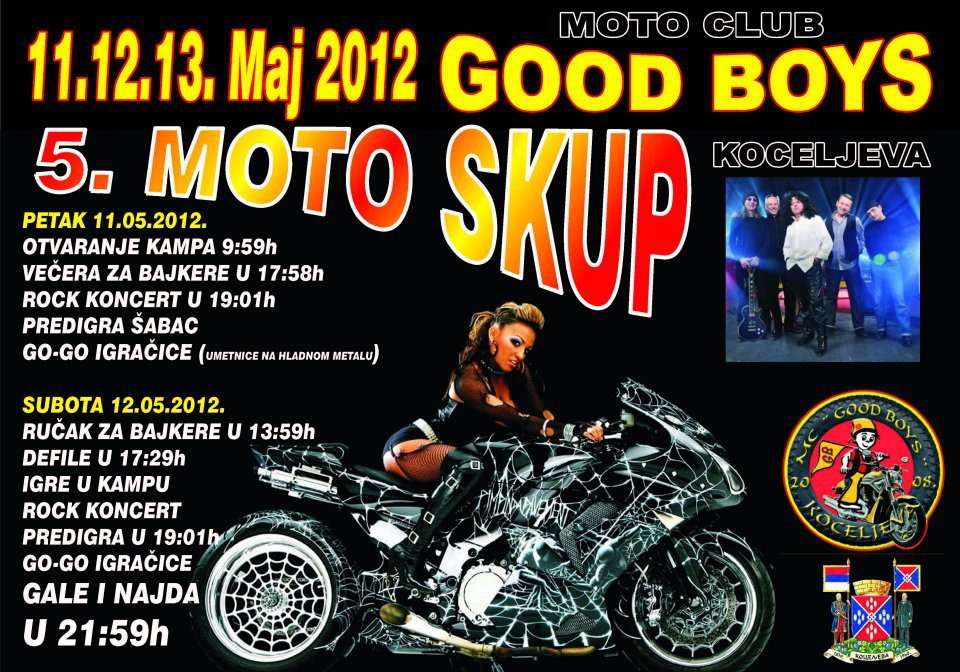 11.12.13. Maj 2012
MOTO CLUB
GOOD BOYS
KOCELJEVA
5. MOTO SKUP
PETAK 11.05.2012.
OTVARANJE KAMPA 9:59h
VEČERA ZA BAJKERE U 17:58h
ROCK KONCERT U 19:01h
PREDIGRA ŠABAC
GO-GO IGRAČICE (UMETNICE NA HLADNOM METALU)
SUBOTA 12.05.2012.
RUČAK ZA BAJKERE U 13:59h
DEFILE U 17:29h
IGRE U KAMPU
ROCK KONCERT
PREDIGRA U 19:01h
GO-GO IGRAČICE
GALE I NAJDA
U 21:59h
MC GOOD BOYS
GB
2008.
KOCELJEVA
КОЦЕЉЕВА